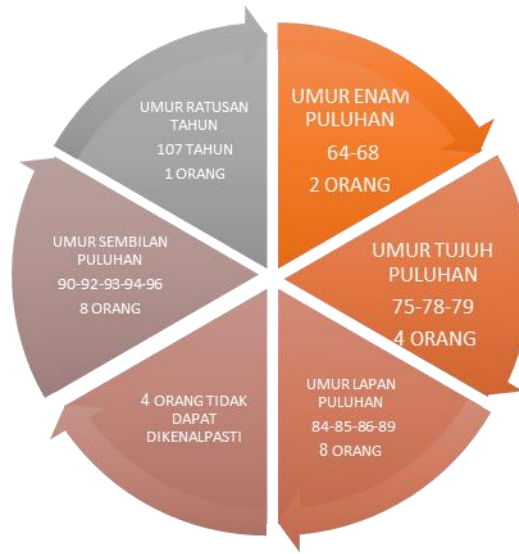 UMUR ENAM
PULUHAN
64-68
2 ORANG
UMUR TUJUH
PULUHAN
75-78-79
4 ORANG
UMUR LAPAN
PULUHAN
84-85-86-89
8 ORANG
4 ORANG TIDAK
DAPAT
DIKENALPASTI
UMUR SEMBILAN
PULUHAN
90-92-93-94-96
8 ORANG
UMUR RATUSAN
TAHUN
107 TAHUN
1 ORANG